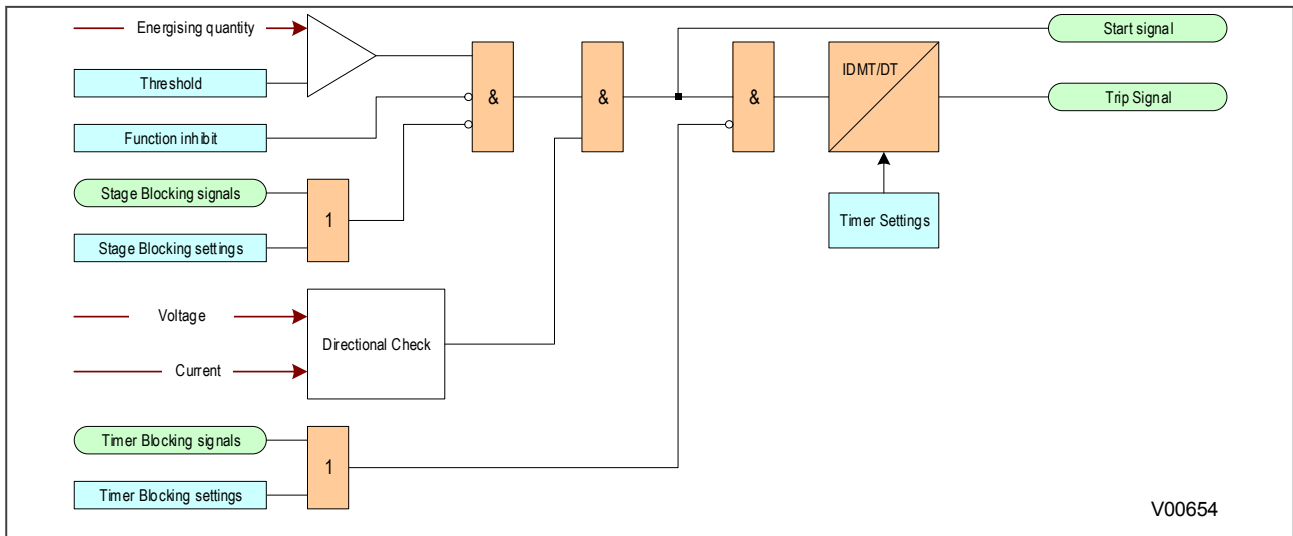 Energising quantity
Start signal
IDMT/DT
Threshold
&
&
&
Trip Signal
Function inhibit
Stage Blocking signals
1
Timer Settings
Stage Blocking settings
Voltage
Directional Check
Current
Timer Blocking signals
1
Timer Blocking settings
V00654